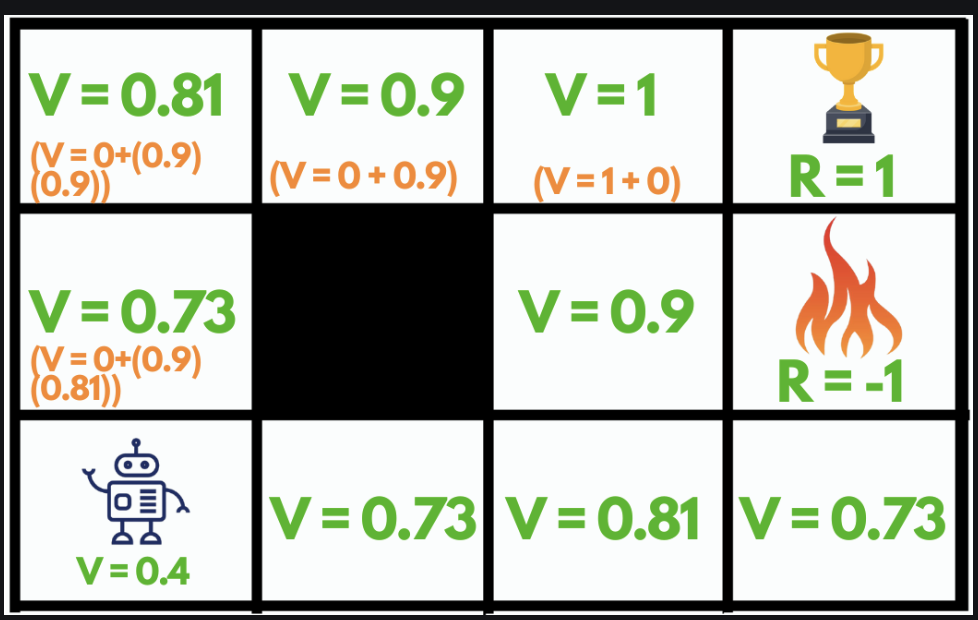 V = 0.81
(V = 0+(0.9)
(0.9))
V = 0.9
(V = 0 + 0.9)
V = 1
(V = 1 + 0)
R = 1
V = 0.73
(V = 0+(0.9)
(0.81))
V = 0.9
R = -1
V = 0.4
V = 0.73
V = 0.81
V = 0.73